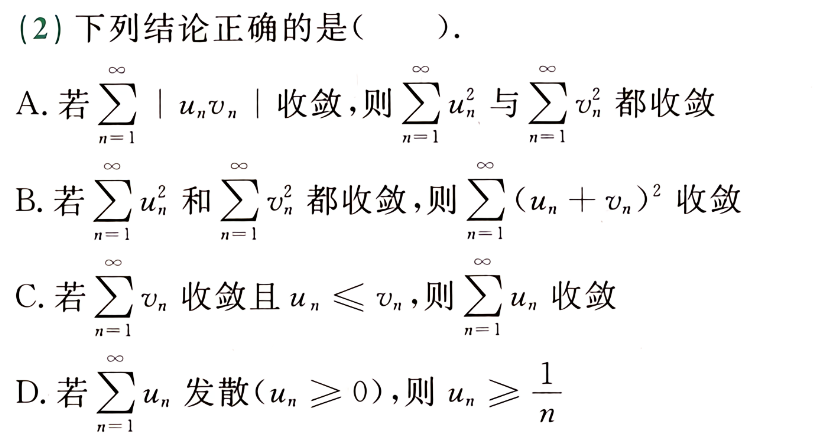 (2) 下列结论正确的是(  ).
A. 若 $\sum_{n=1}^{\infty} |u_n v_n|$ 收敛,则 $\sum_{n=1}^{\infty} u_n^2$ 与 $\sum_{n=1}^{\infty} v_n^2$ 都收敛
B. 若 $\sum_{n=1}^{\infty} u_n^2$ 和 $\sum_{n=1}^{\infty} v_n^2$ 都收敛,则 $\sum_{n=1}^{\infty} (u_n + v_n)^2$ 收敛
C. 若 $\sum_{n=1}^{\infty} v_n$ 收敛且 $u_n \leqslant v_n$,则 $\sum_{n=1}^{\infty} u_n$ 收敛
D. 若 $\sum_{n=1}^{\infty} u_n$ 发散($u_n \geqslant 0$),则 $u_n \geqslant \frac{1}{n}$